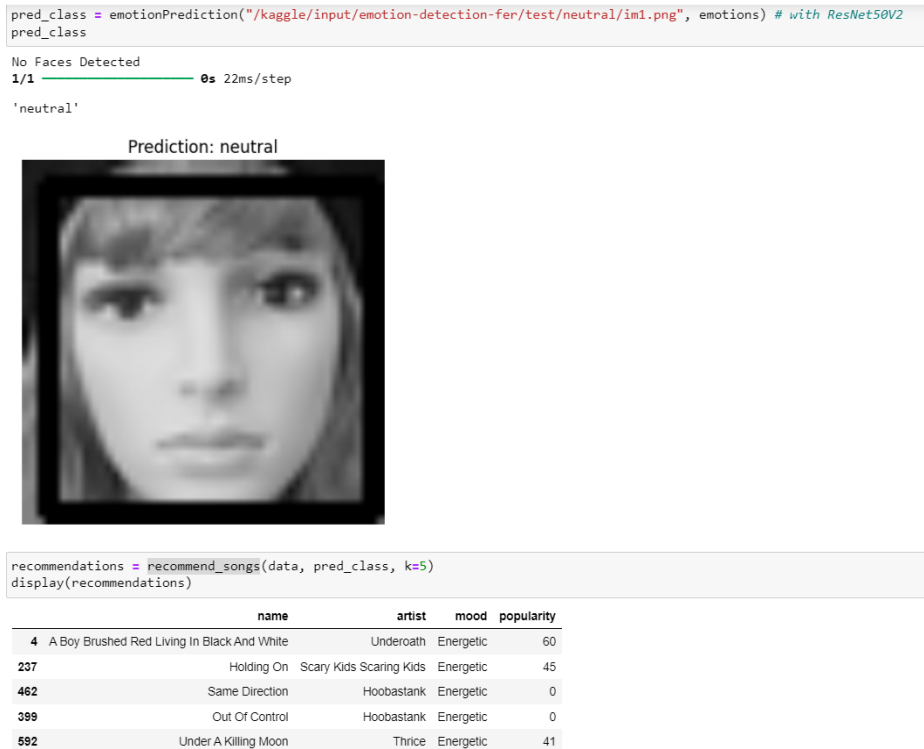 pred_class = emotionPrediction("/kaggle/input/emotion-detection-fer/test/neutral/im1.png", emotions) # with ResNet50V2
pred_class
No Faces Detected
1/1 ━━━━━━━━━━━━━━━━━━━━ 0s 22ms/step
'neutral'
Prediction: neutral
recommendations = recommend_songs(data, pred_class, k=5)
display(recommendations)
name artist mood popularity
4 A Boy Brushed Red Living In Black And White Underoath Energetic 60
237 Holding On Scary Kids Scaring Kids Energetic 45
462 Same Direction Hoobastank Energetic 0
399 Out Of Control Hoobastank Energetic 0
592 Under A Killing Moon Thrice Energetic 41